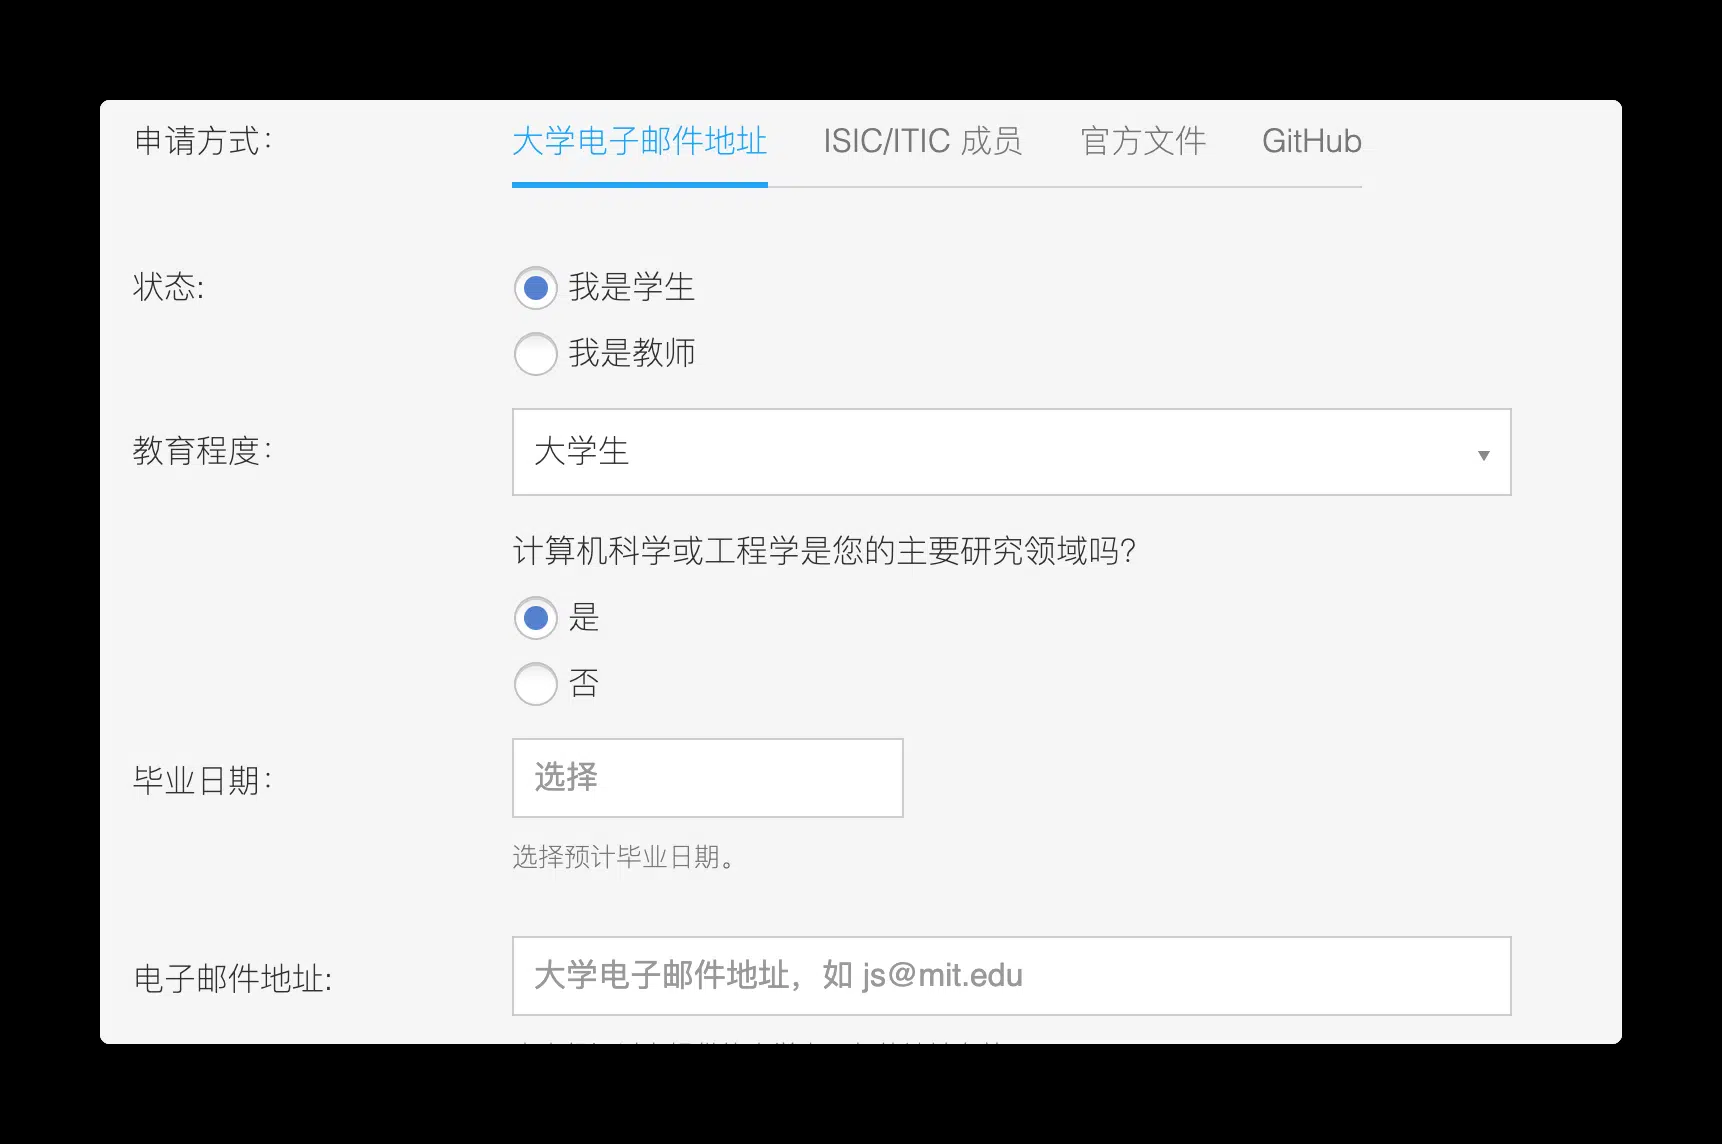 申请方式：
大学电子邮件地址 ISIC/ITIC 成员 官方文件 GitHub
状态:
我是学生
我是教师
教育程度：
大学生
计算机科学或工程学是您的主要研究领域吗？
是
否
毕业日期：
选择
选择预计毕业日期。
电子邮件地址:
大学电子邮件地址，如 js@mit.edu